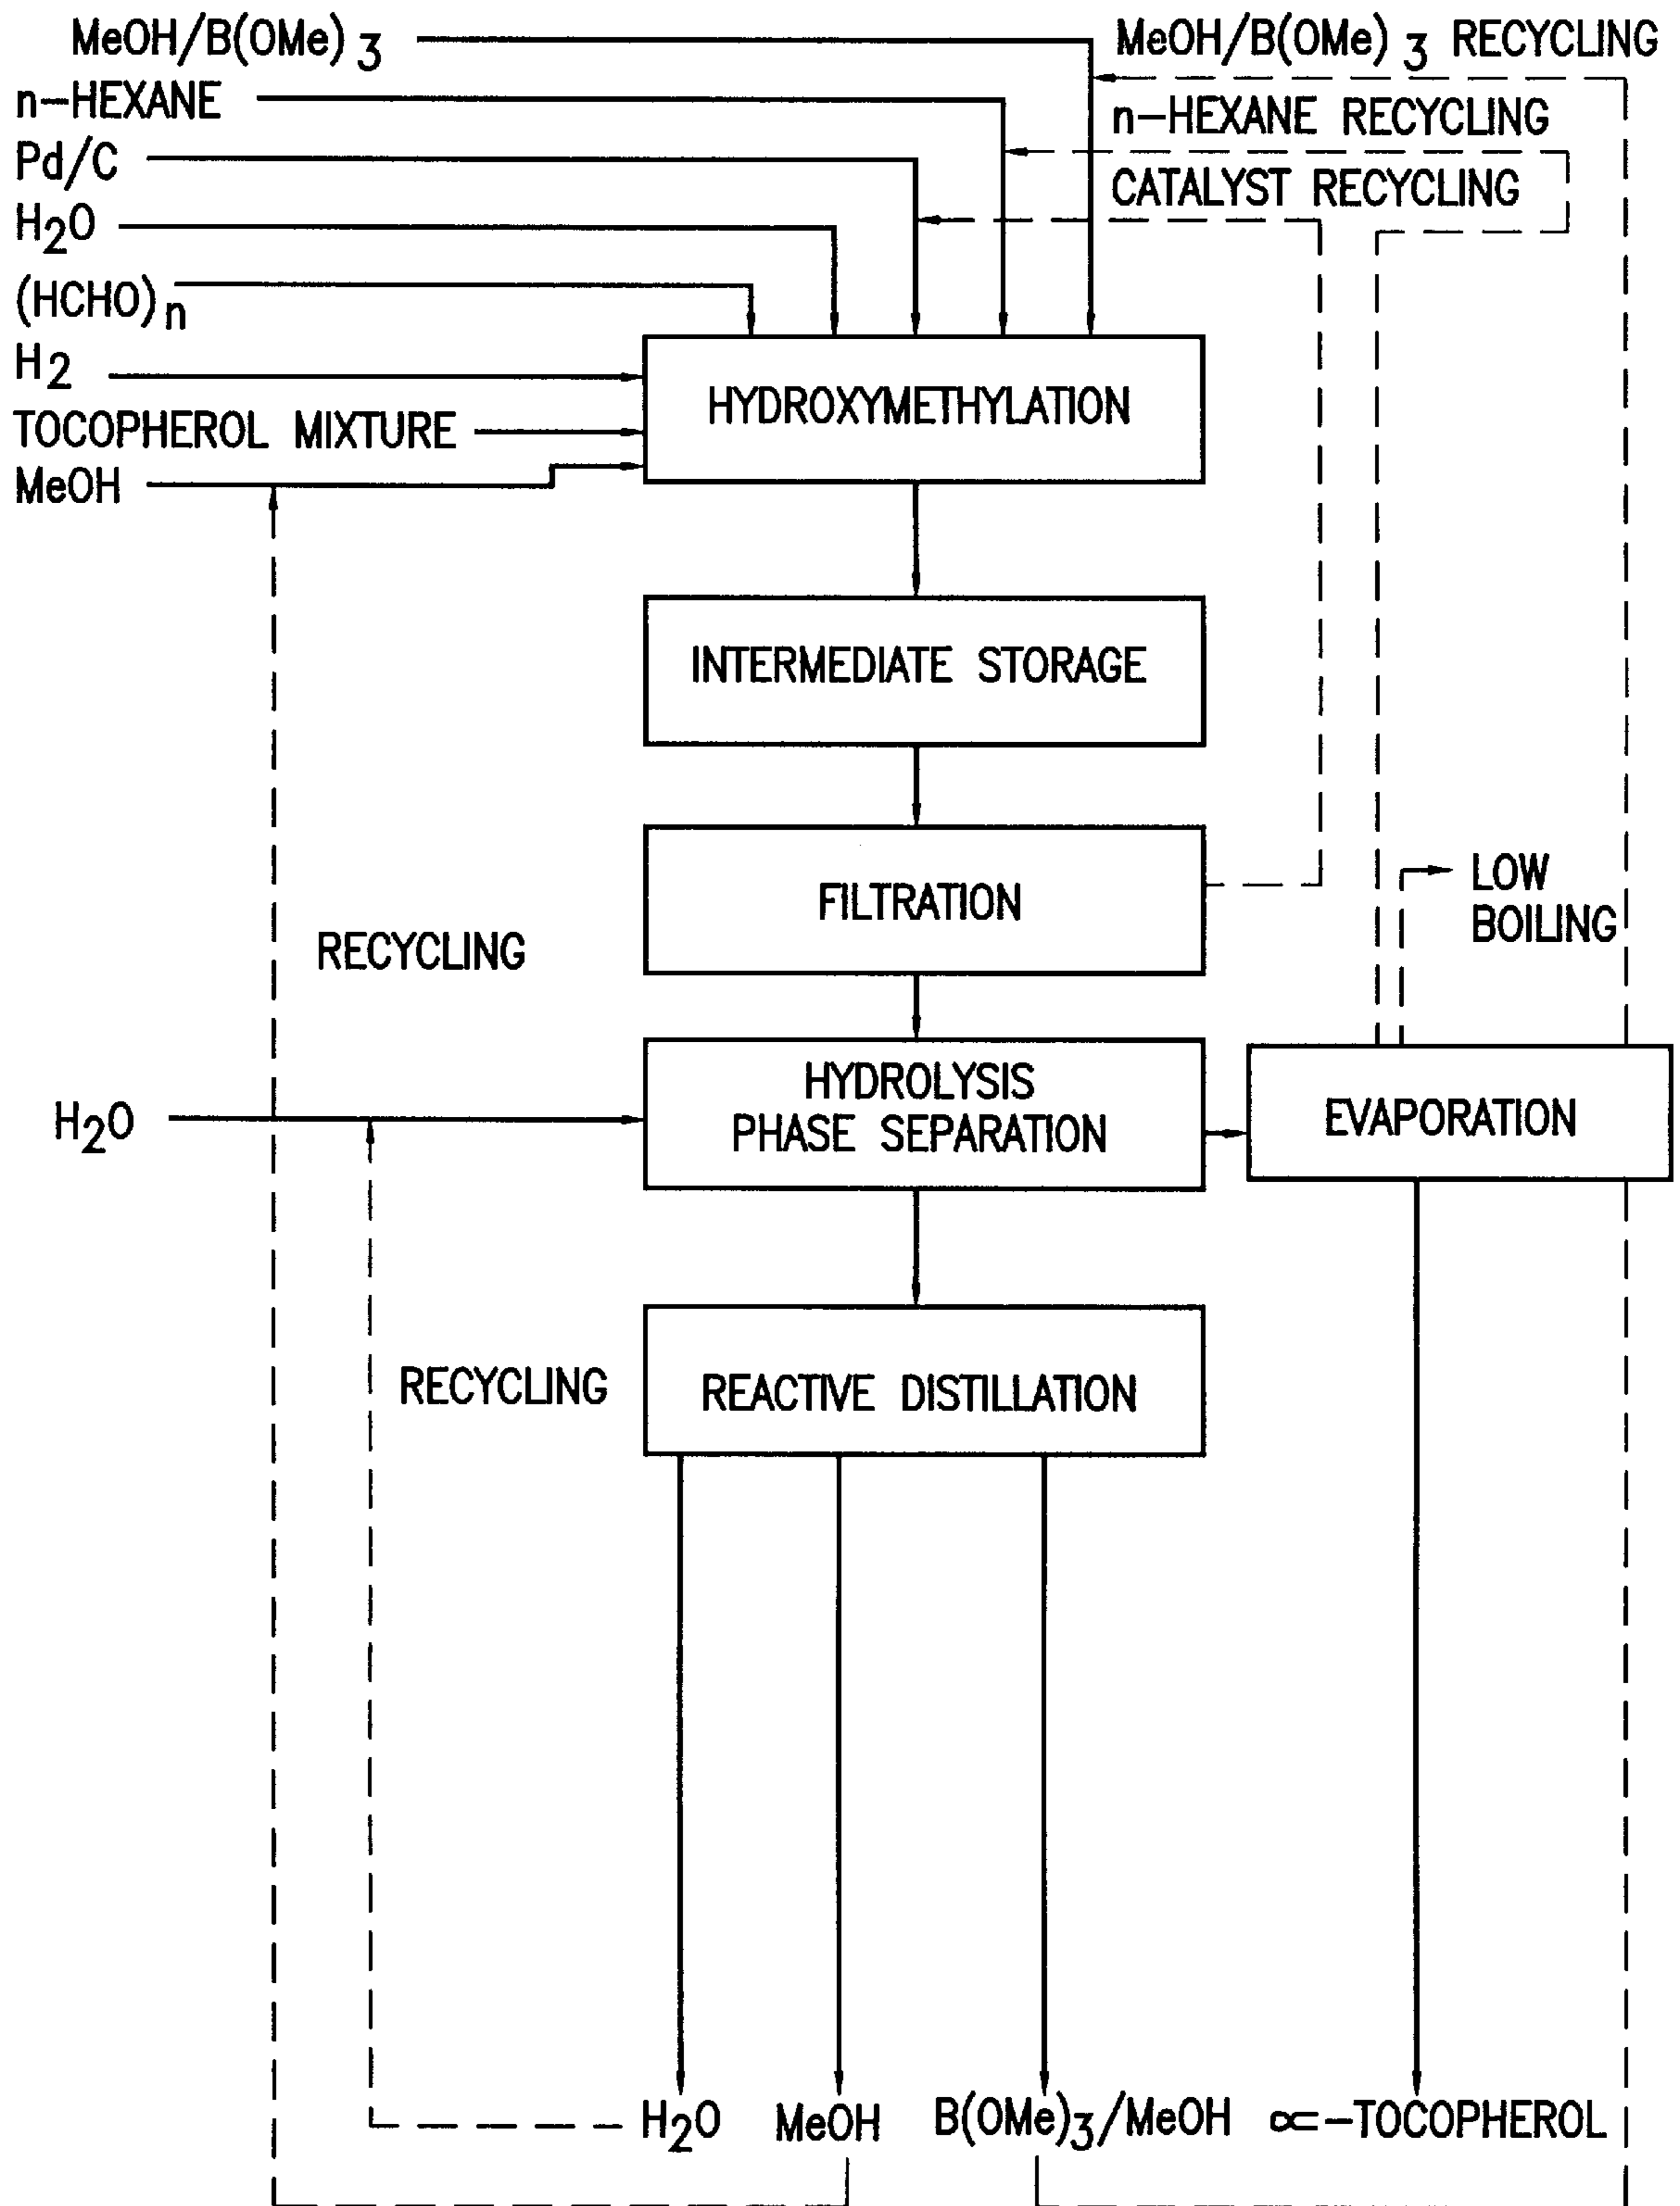 MeOH/B(OMe)3
MeOH/B(OMe)3 RECYCLING
n-HEXANE
n-HEXANE RECYCLING
Pd/C
CATALYST RECYCLING
H2O
(HCHO)n
H2
HYDROXYMETHYLATION
TOCOPHEROL MIXTURE
MeOH
INTERMEDIATE STORAGE
FILTRATION
LOW
BOILING
RECYCLING
HYDROLYSIS
PHASE SEPARATION
EVAPORATION
H2O
RECYCLING
REACTIVE DISTILLATION
H2O
MeOH
B(OMe)3/MeOH
∝-TOCOPHEROL